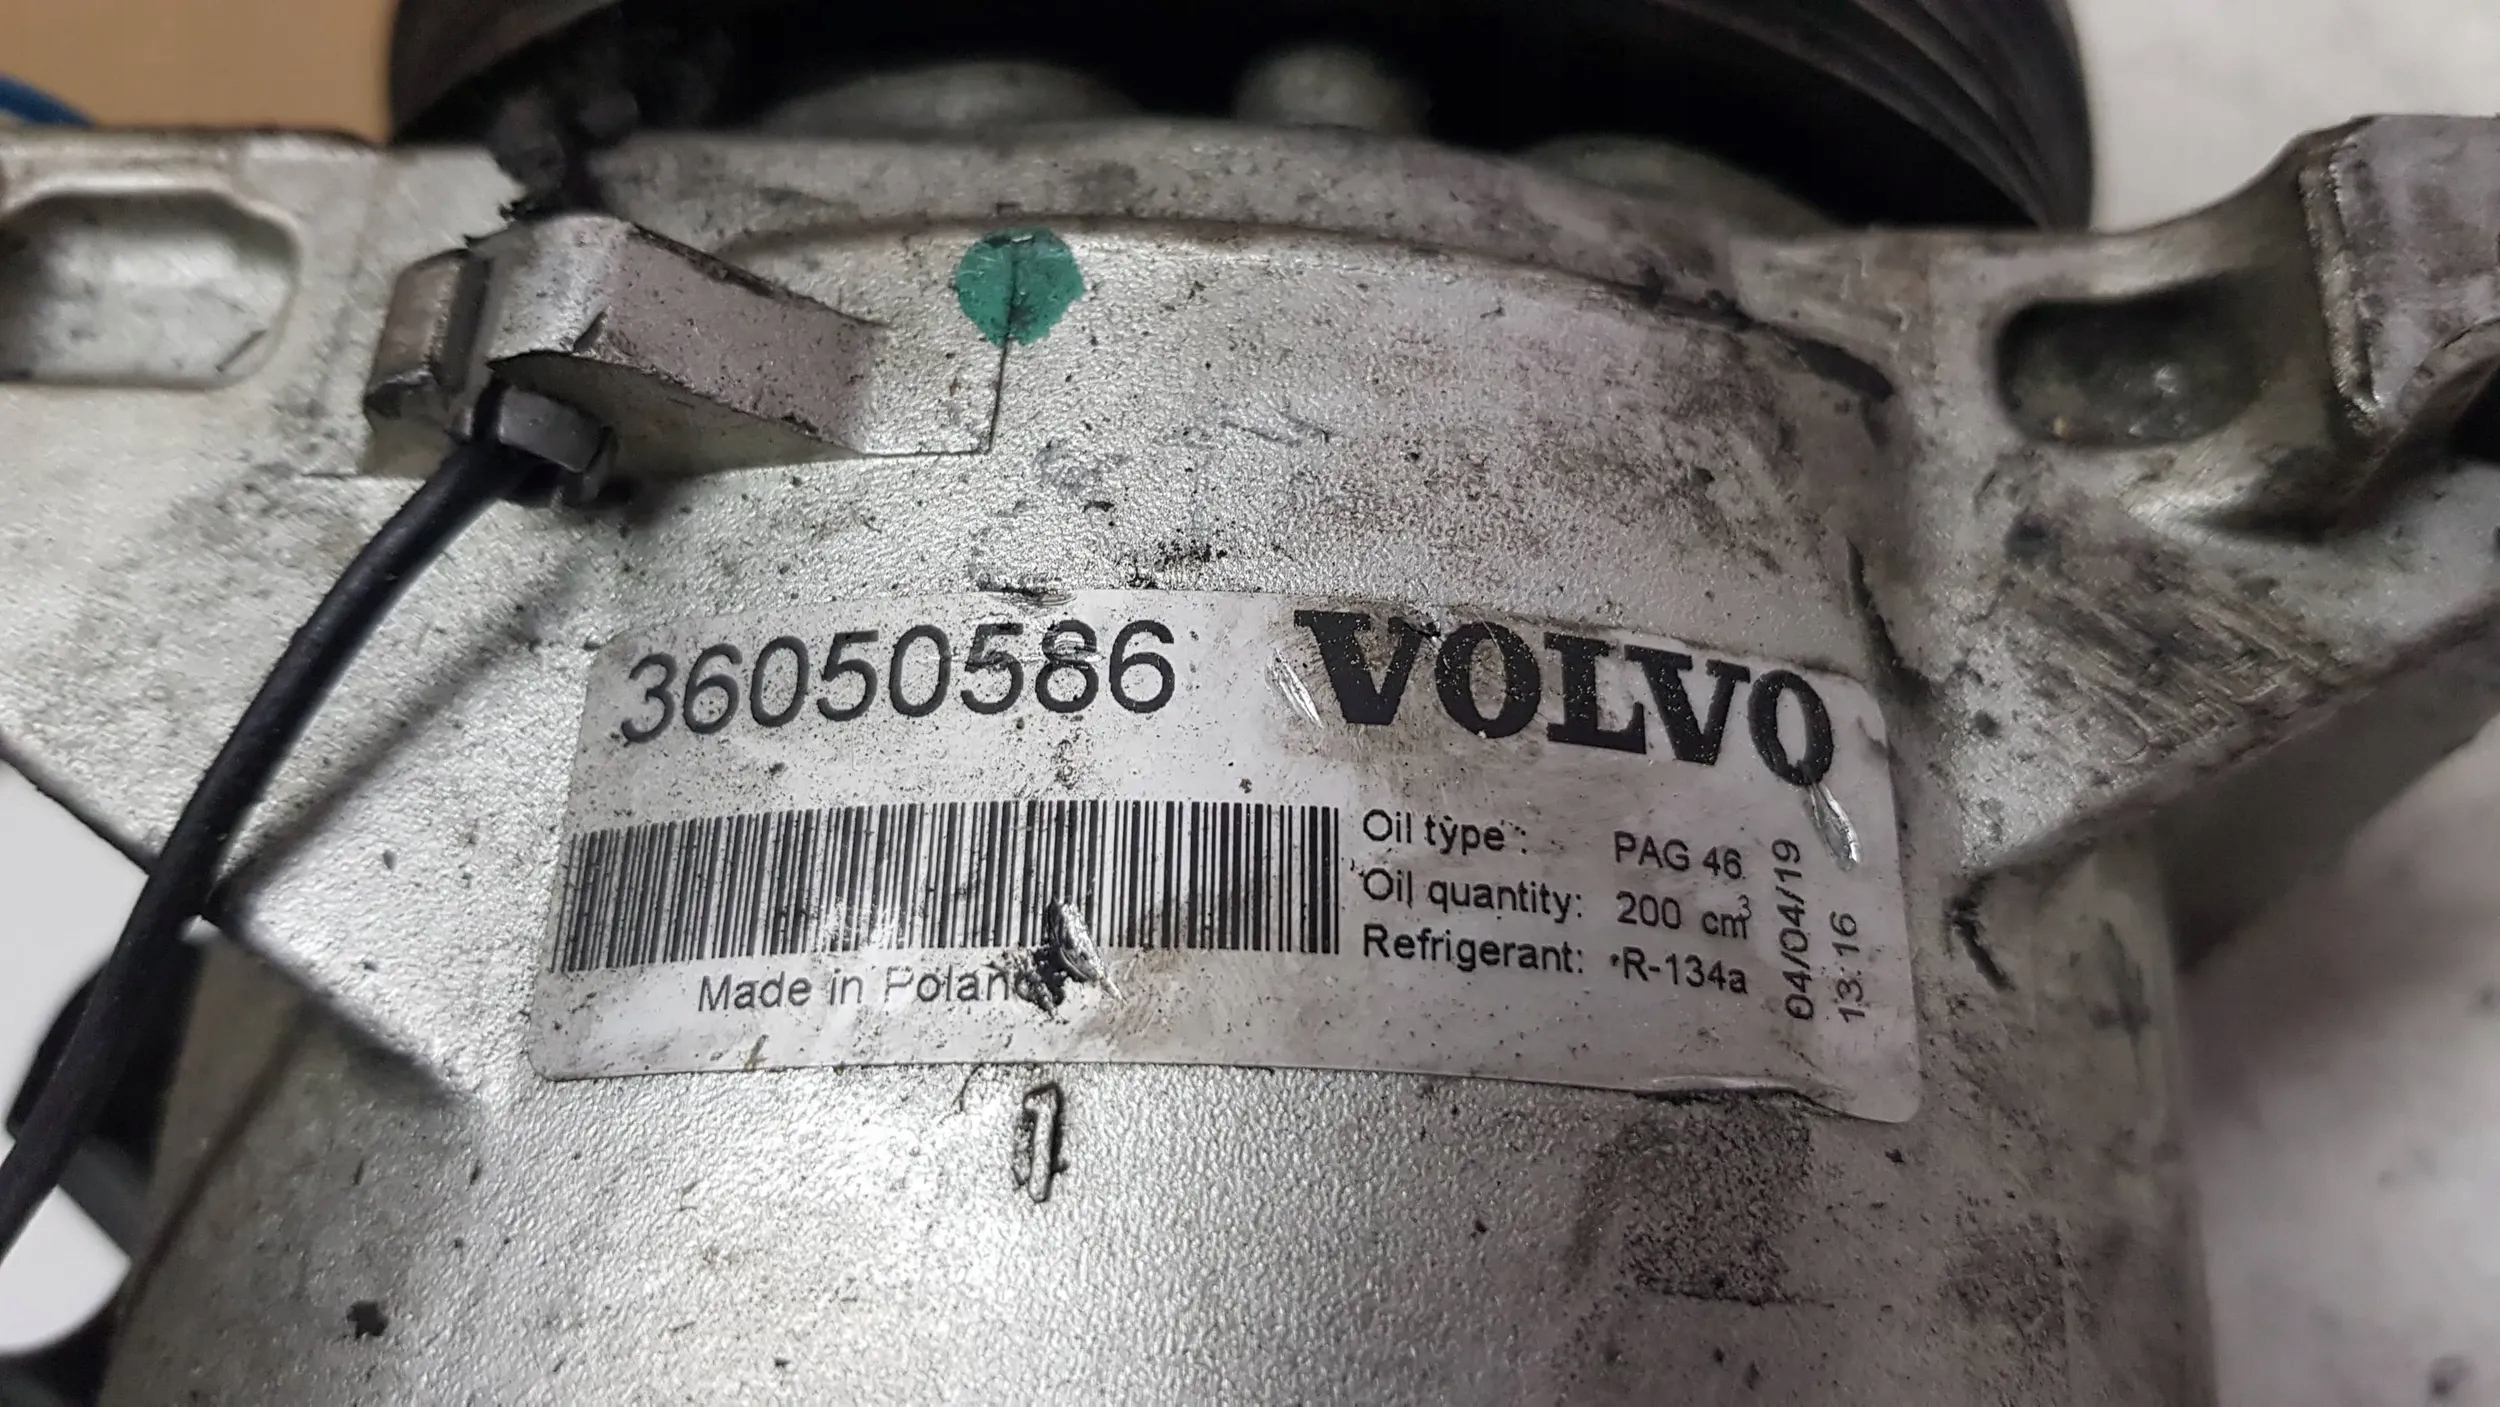 36050586 VOLVO
Oil type : PAG 46
Oil quantity: 200 cm³
Refrigerant: R-134a
04/04/19
13:16
Made in Poland
1